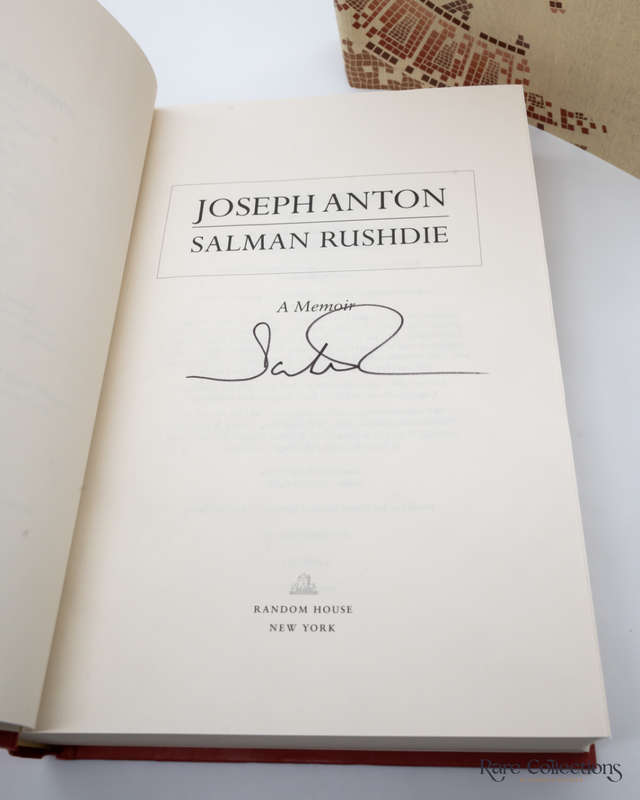 JOSEPH ANTON
SALMAN RUSHDIE
A Memoir
RANDOM HOUSE
NEW YORK
Rare Collections